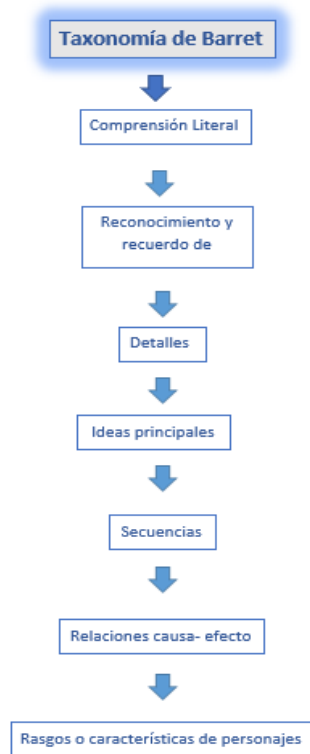 Taxonomía de Barret
Comprensión Literal
Reconocimiento y
recuerdo de
Detalles
Ideas principales
Secuencias
Relaciones causa- efecto
Rasgos o características de personajes